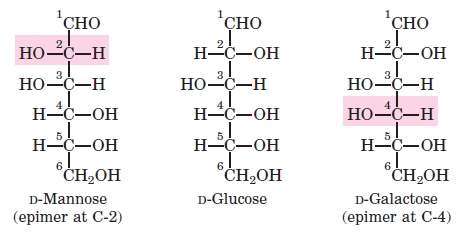 ¹CHO ¹CHO ¹CHO
HO—²C—H H—²C—OH H—²C—OH
HO—³C—H HO—³C—H HO—³C—H
H—⁴C—OH H—⁴C—OH HO—⁴C—H
H—⁵C—OH H—⁵C—OH H—⁵C—OH
⁶CH₂OH ⁶CH₂OH ⁶CH₂OH
D-Mannose D-Glucose D-Galactose
(epimer at C-2) (epimer at C-4)